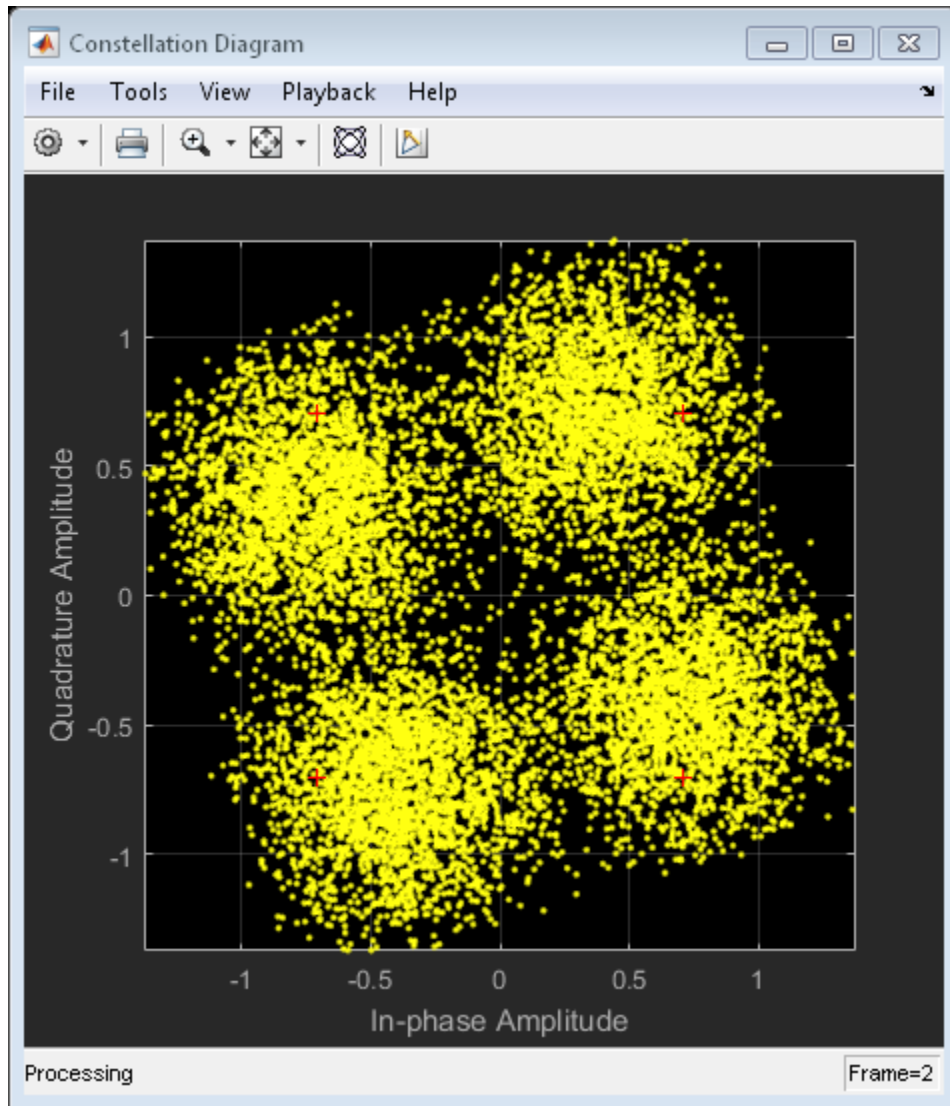 Constellation Diagram
File Tools View Playback Help
1
0.5
0
-0.5
-1
Quadrature Amplitude
-1 -0.5 0 0.5 1
In-phase Amplitude
Processing Frame=2